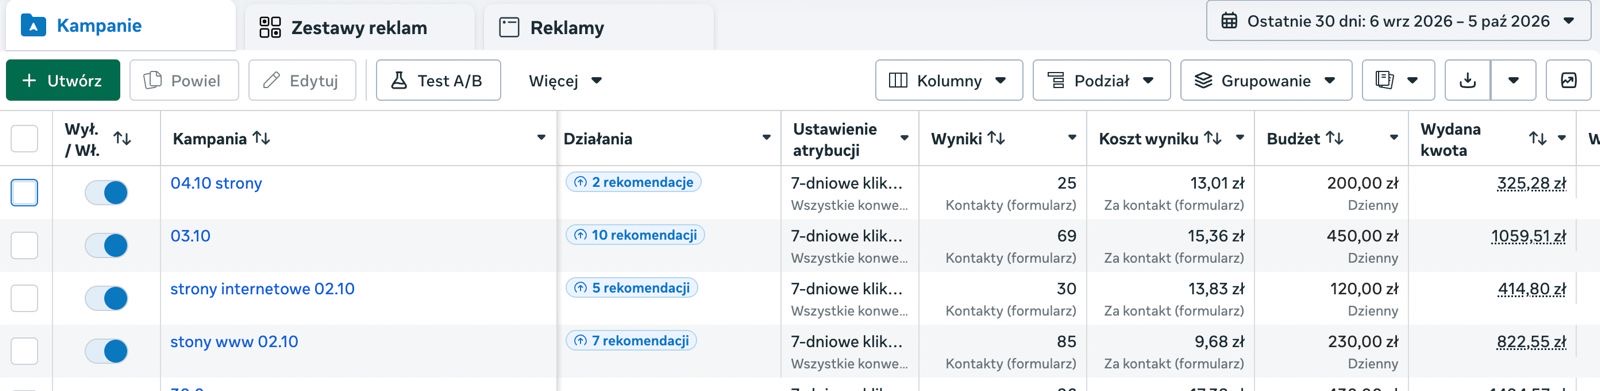 Kampanie
Zestawy reklam
Reklamy
Ostatnie 30 dni: 6 wrz 2026 – 5 paź 2026
+ Utwórz
Powiel
Edytuj
Test A/B
Więcej
Kolumny
Podział
Grupowanie
Wył. / Wł.
Kampania
Działania
Ustawienie atrybucji
Wyniki
Koszt wyniku
Budżet
Wydana kwota
W
04.10 strony 2 rekomendacje 7-dniowe klik... 25 13,01 zł 200,00 zł 325,28 zł
Wszystkie konwe... Kontakty (formularz) Za kontakt (formularz) Dzienny
03.10 10 rekomendacji 7-dniowe klik... 69 15,36 zł 450,00 zł 1059,51 zł
Wszystkie konwe... Kontakty (formularz) Za kontakt (formularz) Dzienny
strony internetowe 02.10 5 rekomendacji 7-dniowe klik... 30 13,83 zł 120,00 zł 414,80 zł
Wszystkie konwe... Kontakty (formularz) Za kontakt (formularz) Dzienny
stony www 02.10 7 rekomendacji 7-dniowe klik... 85 9,68 zł 230,00 zł 822,55 zł
Wszystkie konwe... Kontakty (formularz) Za kontakt (formularz) Dzienny